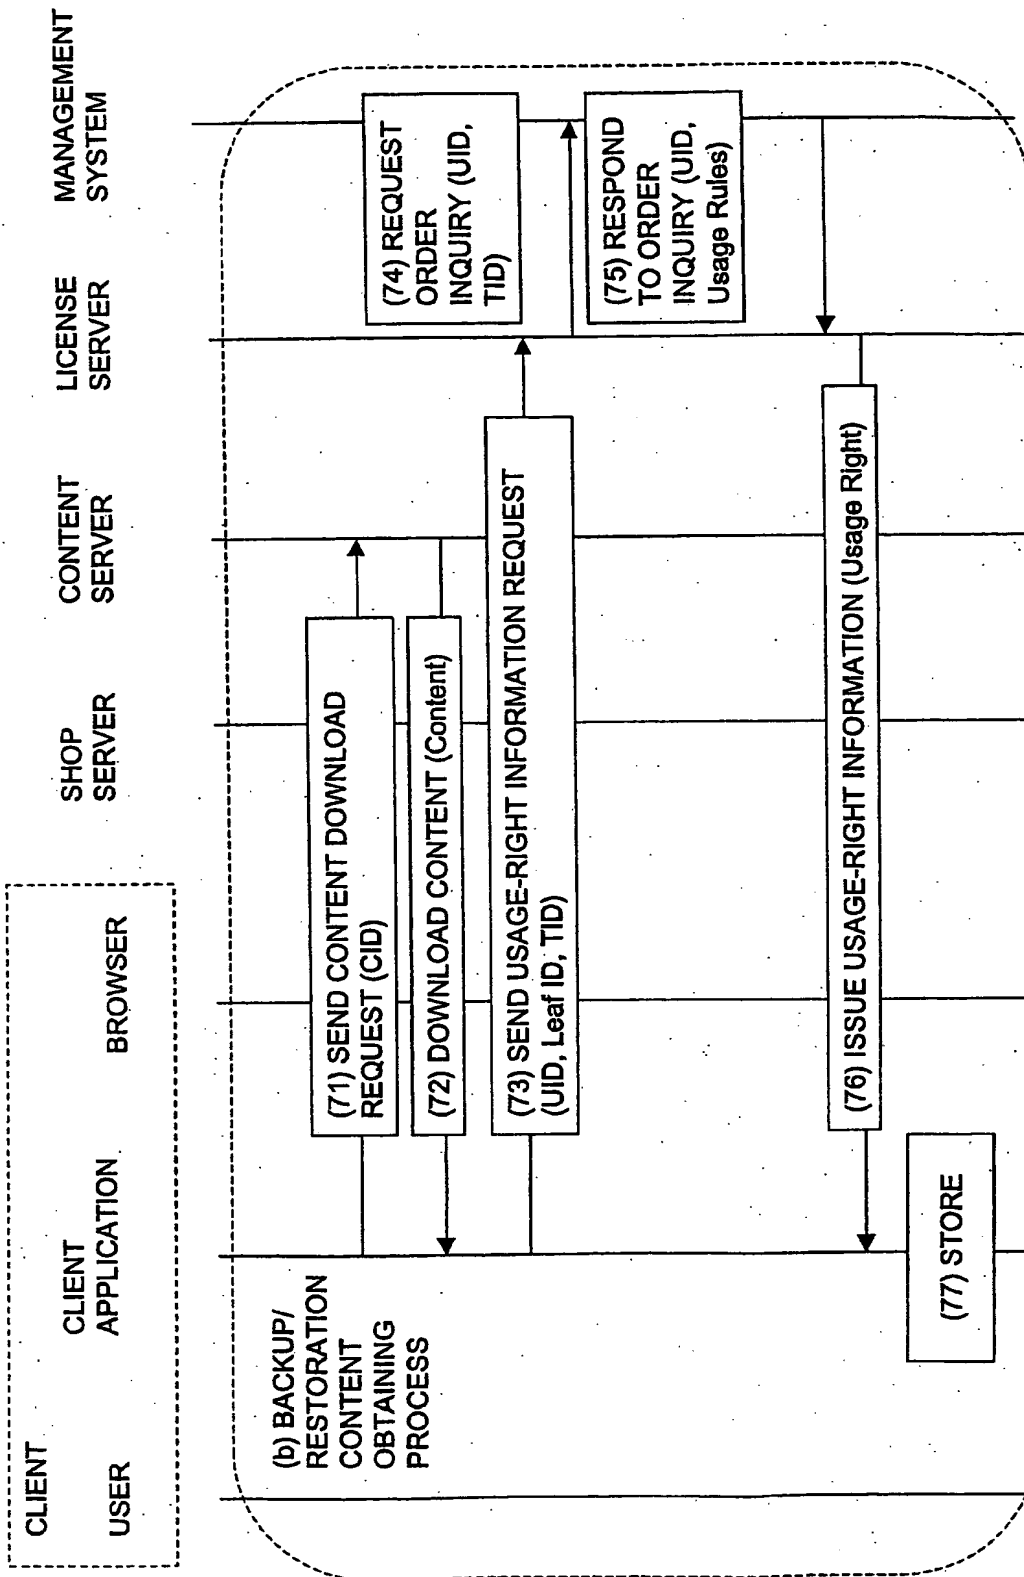 CLIENT
USER
CLIENT
APPLICATION
BROWSER
SHOP
SERVER
CONTENT
SERVER
LICENSE
SERVER
MANAGEMENT
SYSTEM
(b) BACKUP/
RESTORATION
CONTENT
OBTAINING
PROCESS
(71) SEND CONTENT DOWNLOAD
REQUEST (CID)
(72) DOWNLOAD CONTENT (Content)
(73) SEND USAGE-RIGHT INFORMATION REQUEST
(UID, Leaf ID, TID)
(74) REQUEST
ORDER
INQUIRY (UID,
TID)
(75) RESPOND
TO ORDER
INQUIRY (UID,
Usage Rules)
(76) ISSUE USAGE-RIGHT INFORMATION (Usage Right)
(77) STORE